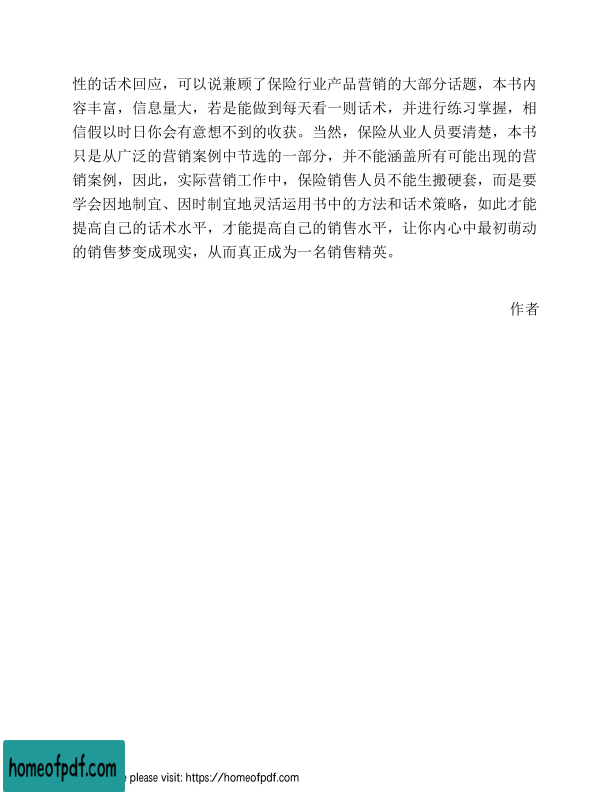 性的话术回应，可以说兼顾了保险行业产品营销的大部分话题，本书内
容丰富，信息量大，若是能做到每天看一则话术，并进行练习掌握，相
信假以时日你会有意想不到的收获。当然，保险从业人员要清楚，本书
只是从广泛的营销案例中节选的一部分，并不能涵盖所有可能出现的营
销案例，因此，实际营销工作中，保险销售人员不能生搬硬套，而是要
学会因地制宜、因时制宜地灵活运用书中的方法和话术策略，如此才能
提高自己的话术水平，才能提高自己的销售水平，让你内心中最初萌动
的销售梦变成现实，从而真正成为一名销售精英。
作者
homeofpdf.com
please visit: https://homeofpdf.com